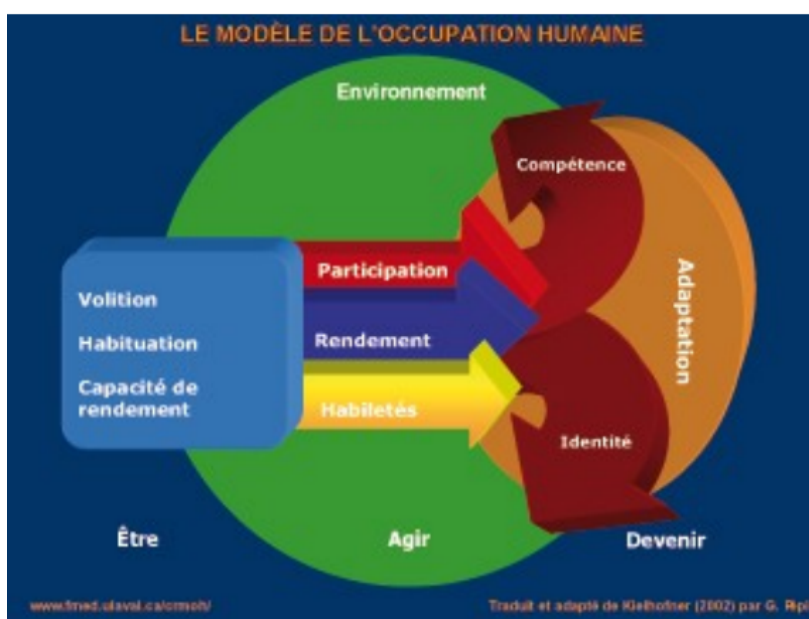 LE MODÈLE DE L'OCCUPATION HUMAINE
Environnement
Compétence
Participation
Volition
Adaptation
Rendement
Habituation
Capacité de
rendement
Habiletés
Identité
Être
Agir
Devenir
www.fmed.ulaval.ca/crmoh/
Traduit et adapté de Kielhofner (2002) par G.